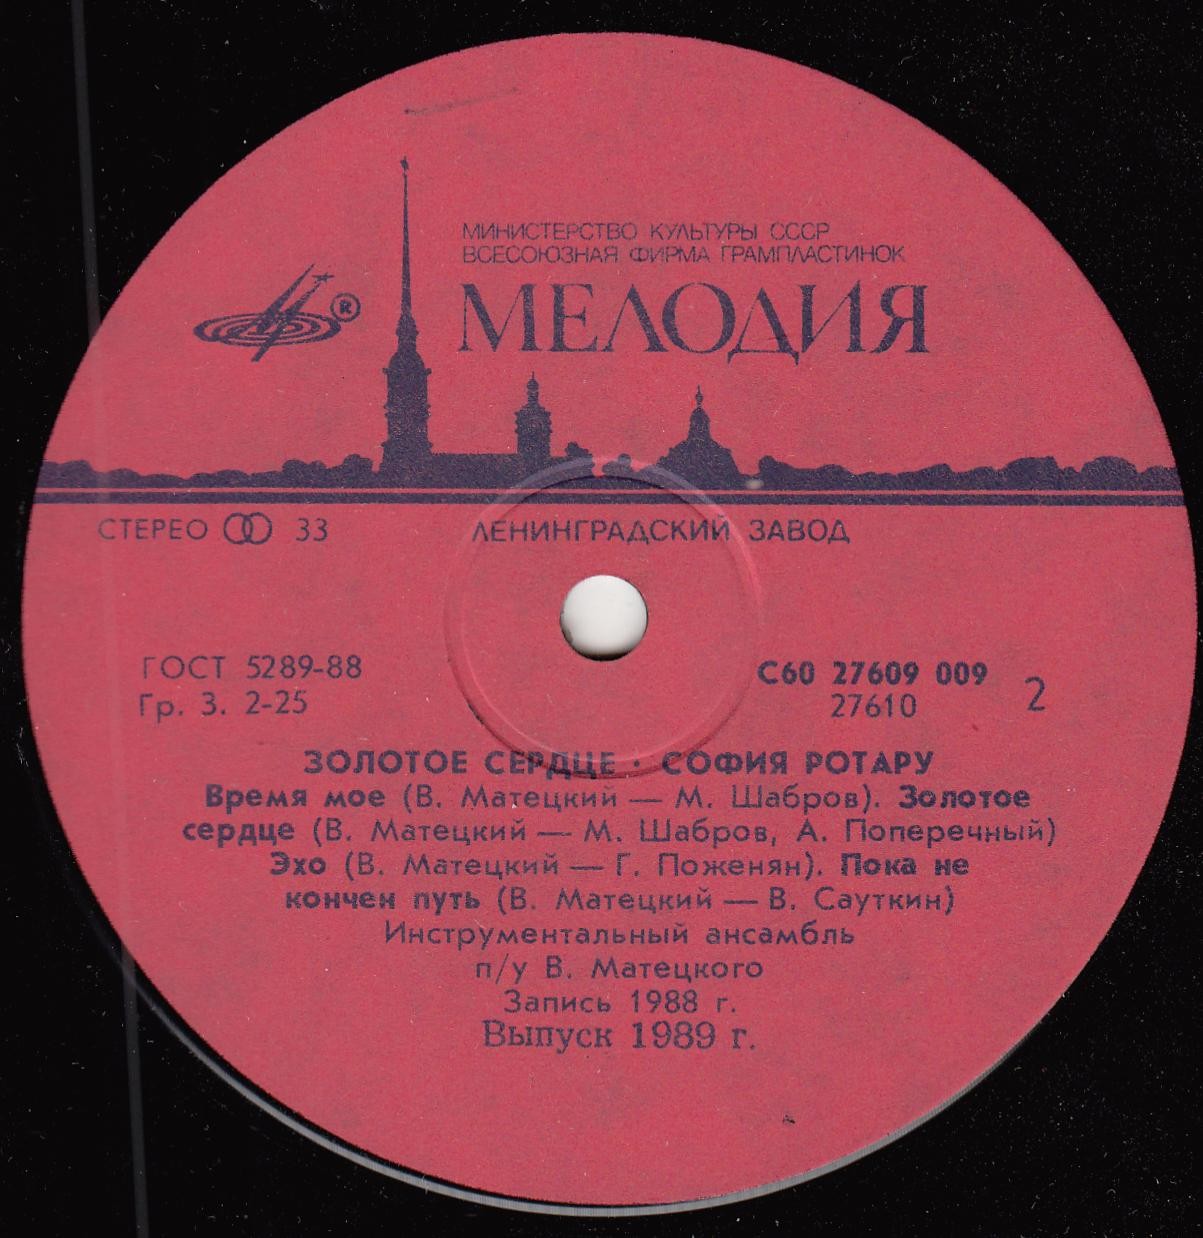 МИНИСТЕРСТВО КУЛЬТУРЫ СССР
ВСЕСОЮЗНАЯ ФИРМА ГРАМПЛАСТИНОК
®
МЕЛОДИЯ
СТЕРЕО 33
ЛЕНИНГРАДСКИЙ ЗАВОД
ГОСТ 5289-88
Гр. 3. 2-25
С60 27609 009
27610
2
ЗОЛОТОЕ СЕРДЦЕ · СОФИЯ РОТАРУ
Время мое (В. Матецкий — М. Шабров). Золотое
сердце (В. Матецкий — М. Шабров, А. Поперечный)
Эхо (В. Матецкий — Г. Поженян). Пока не
кончен путь (В. Матецкий — В. Сауткин)
Инструментальный ансамбль
п/у В. Матецкого
Запись 1988 г.
Выпуск 1989 г.